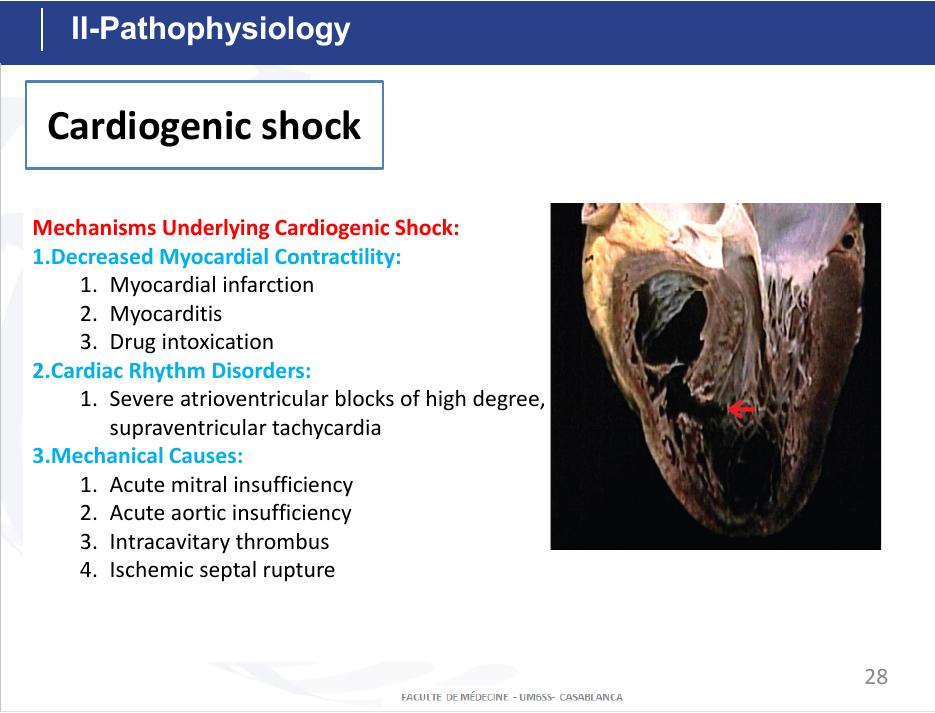 II-Pathophysiology
Cardiogenic shock
Mechanisms Underlying Cardiogenic Shock:
1.Decreased Myocardial Contractility:
1. Myocardial infarction
2. Myocarditis
3. Drug intoxication
2.Cardiac Rhythm Disorders:
1. Severe atrioventricular blocks of high degree,
supraventricular tachycardia
3.Mechanical Causes:
1. Acute mitral insufficiency
2. Acute aortic insufficiency
3. Intracavitary thrombus
4. Ischemic septal rupture
28
FACULTE DE MÉDECINE - UM6SS- CASABLANCA